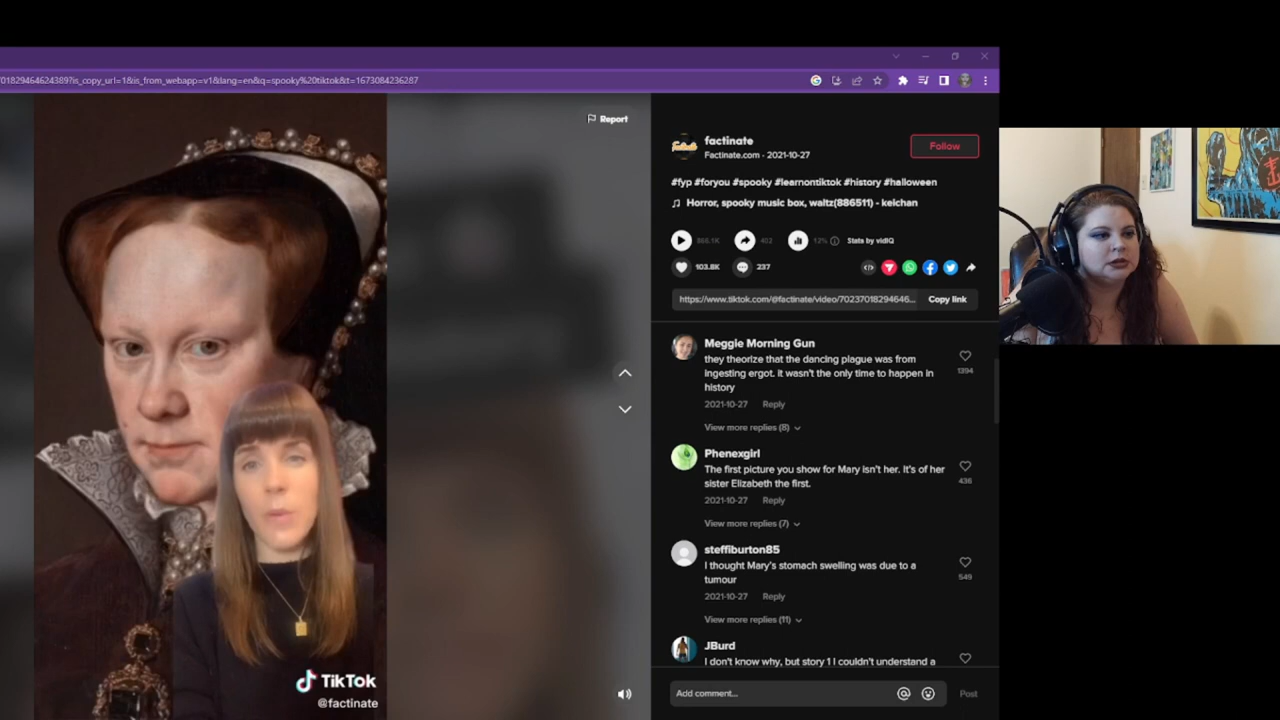 01829464624389?is_copy_url=1&is_from_webapp=v1&lang=en&q=spooky%20tiktok&t=1673084236287
Report
factinate
Factinate.com - 2021-10-27
Follow
#fyp #foryou #spooky #learnontiktok #history #halloween
Horror, spooky music box, waltz(886511) - kelchan
402 12% Stats by vidIQ
103.8K 237
https://www.tiktok.com/@factinate/video/70237018294646... Copy link
Meggie Morning Gun
they theorize that the dancing plague was from
ingesting ergot. it wasn't the only time to happen in
history
1394
2021-10-27 Reply
View more replies (8)
Phenexgirl
The first picture you show for Mary isn't her. It's of her
sister Elizabeth the first.
436
2021-10-27 Reply
View more replies (7)
steffiburton85
I thought Mary's stomach swelling was due to a
tumour
549
2021-10-27 Reply
View more replies (11)
JBurd
I don't know why, but story 1 I couldn't understand a
Add comment... Post
TikTok
@factinate